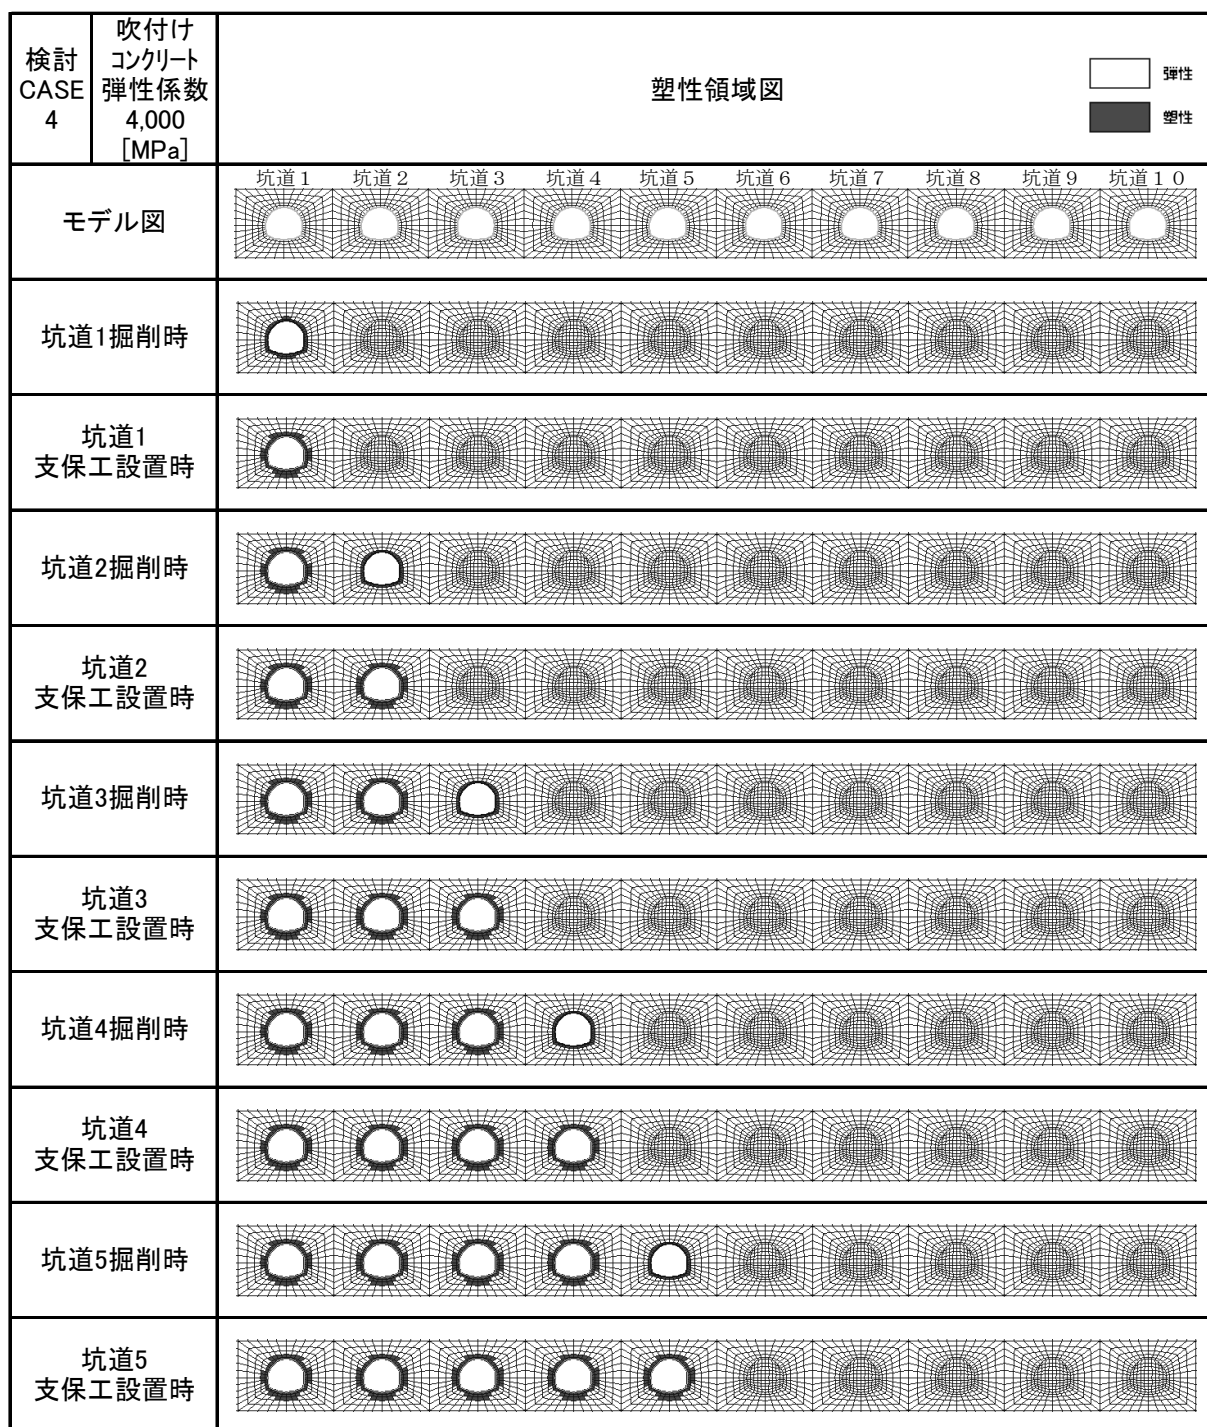 検討
CASE
4
吹付け
コンクリート
弾性係数
4,000
[MPa]
塑性領域図
弾性
塑性
モデル図
坑道1 坑道2 坑道3 坑道4 坑道5 坑道6 坑道7 坑道8 坑道9 坑道10
坑道1掘削時
坑道1
支保工設置時
坑道2掘削時
坑道2
支保工設置時
坑道3掘削時
坑道3
支保工設置時
坑道4掘削時
坑道4
支保工設置時
坑道5掘削時
坑道5
支保工設置時